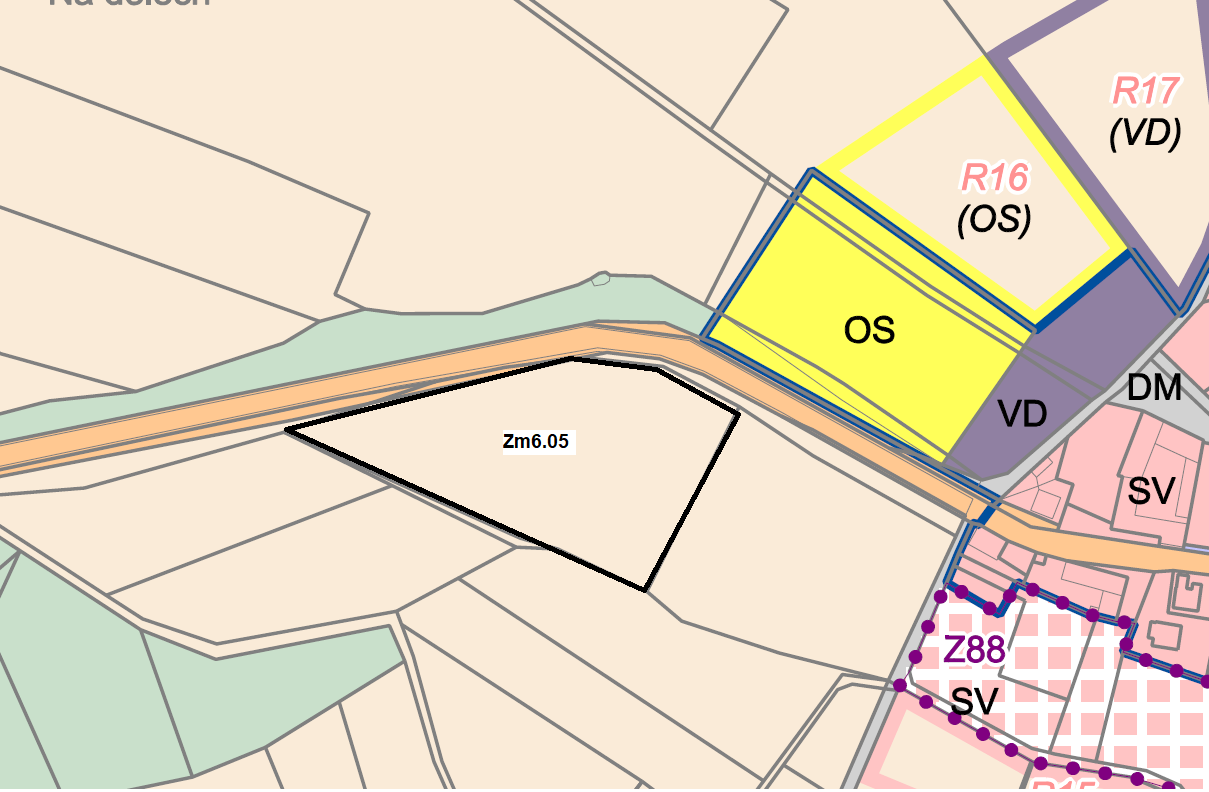 R17
(VD)
R16
(OS)
OS
DM
VD
Zm6.05
SV
Z88
SV